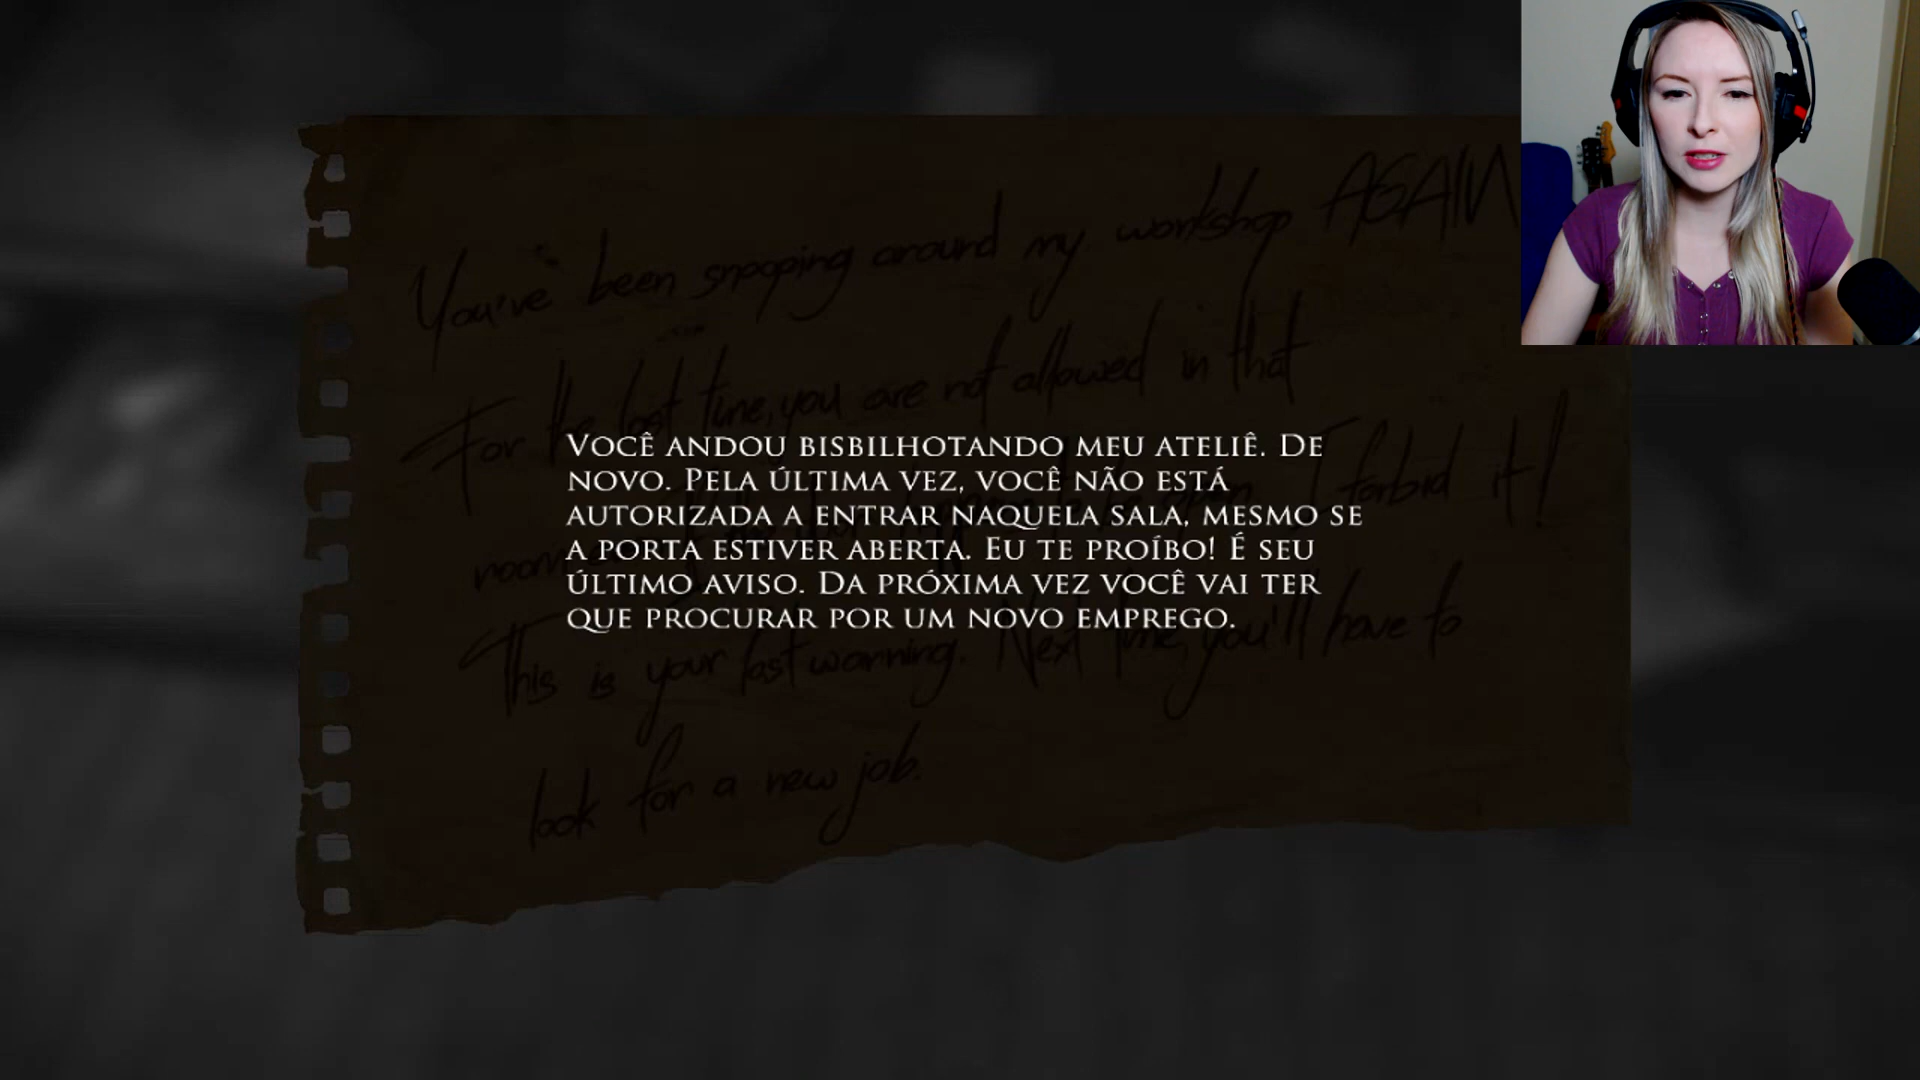 You've been snooping around my workshop AGAIN
For the last time, you are not allowed in that
VOCÊ ANDOU BISBILHOTANDO MEU ATELIÊ. DE
NOVO. PELA ÚLTIMA VEZ, VOCÊ NÃO ESTÁ
AUTORIZADA A ENTRAR NAQUELA SALA, MESMO SE
A PORTA ESTIVER ABERTA. EU TE PROÍBO! É SEU
ÚLTIMO AVISO. DA PRÓXIMA VEZ VOCÊ VAI TER
QUE PROCURAR POR UM NOVO EMPREGO.
room I forbid it!
This is your last warning. Next time, you'll have to
look for a new job.